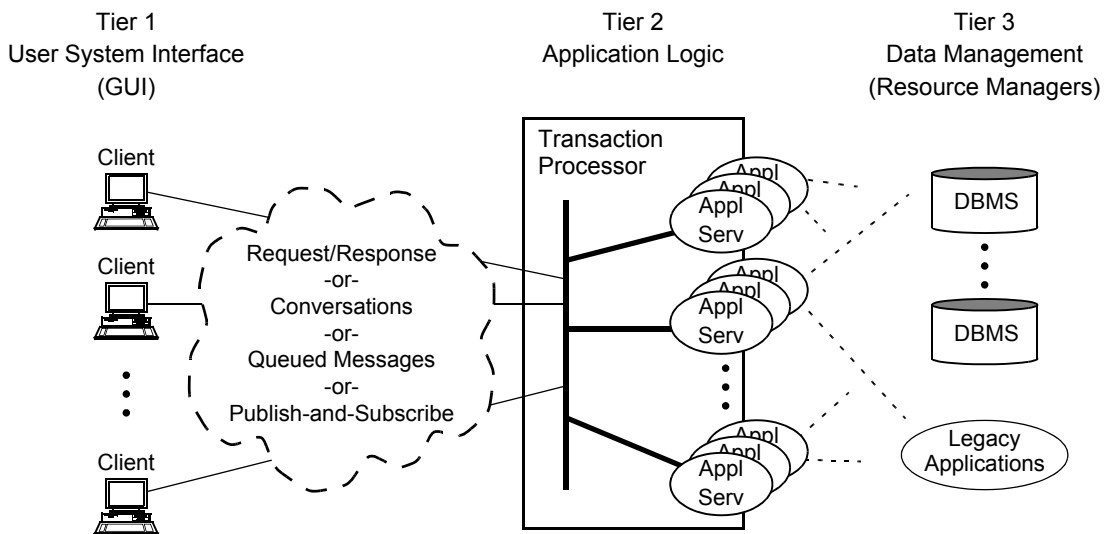 Tier 1
User System Interface
(GUI)
Tier 2
Application Logic
Tier 3
Data Management
(Resource Managers)
Client
Client
Client
Request/Response
-or-
Conversations
-or-
Queued Messages
-or-
Publish-and-Subscribe
Transaction
Processor
Appl
Appl
Appl
Serv
Appl
Appl
Appl
Serv
Appl
Appl
Appl
Serv
DBMS
DBMS
Legacy
Applications